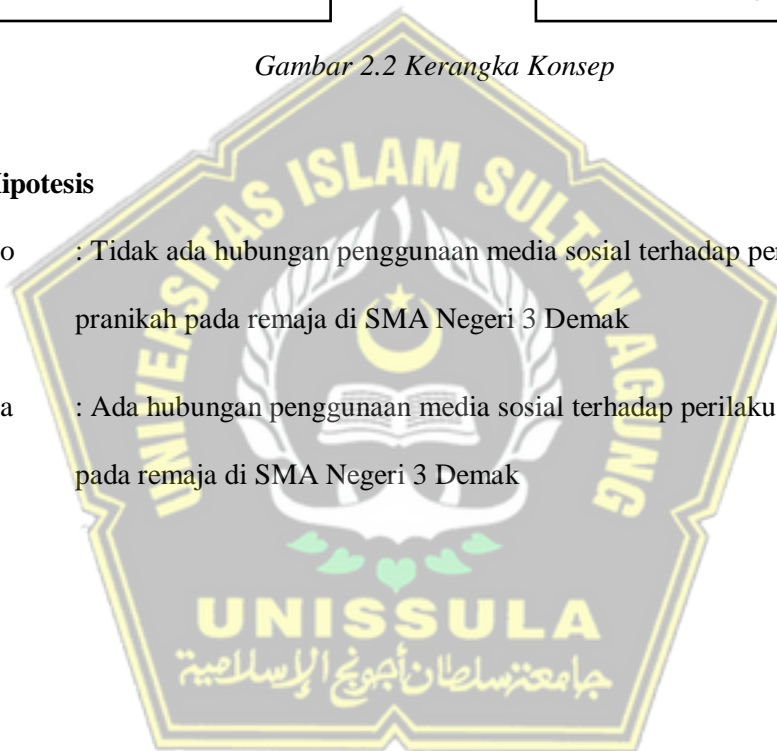 Gambar 2.2 Kerangka Konsep
ipotesis
o : Tidak ada hubungan penggunaan media sosial terhadap per
pranikah pada remaja di SMA Negeri 3 Demak
a : Ada hubungan penggunaan media sosial terhadap perilaku
pada remaja di SMA Negeri 3 Demak
UNIVERSITAS ISLAM SULTAN AGUNG
UNISSULA
جامعة سلطان أجونج الإسلامية